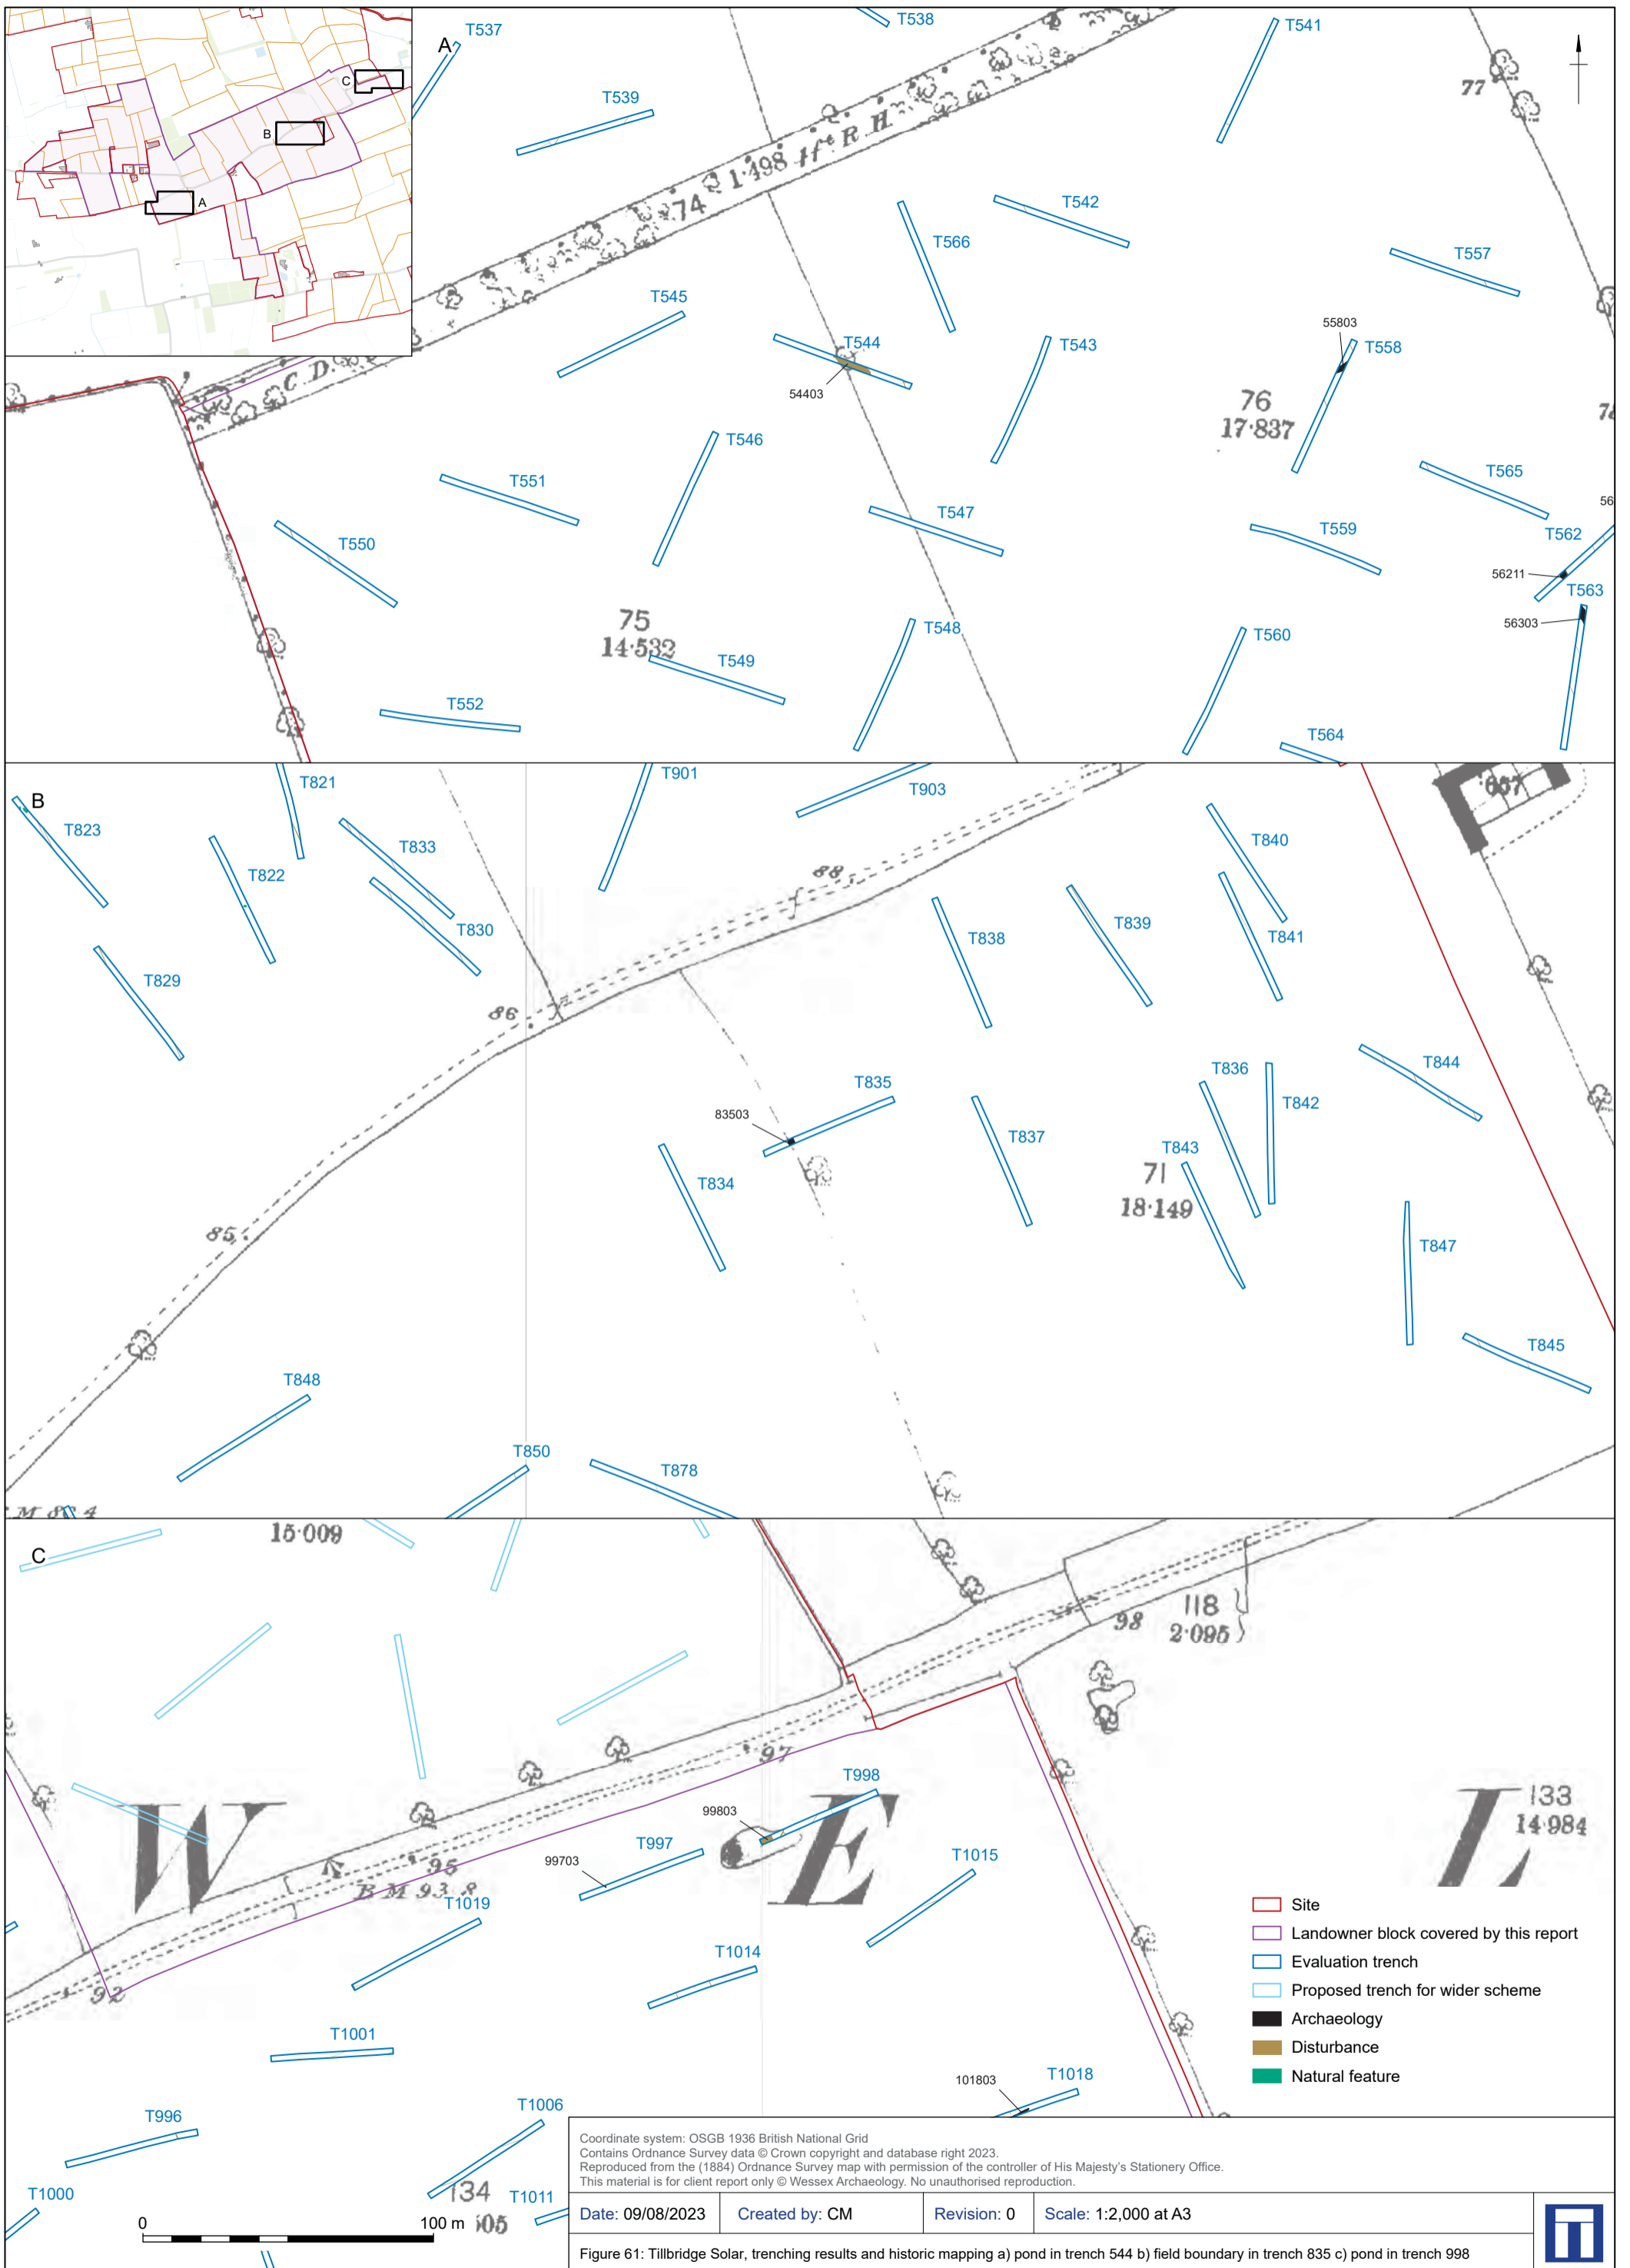 A
B
C
A
T537
T538
T539
T541
77
1·498
74
T542
T566
T557
T545
T544
54403
T543
55803
T558
C.D.
76
17·837
T546
T551
T565
T547
T550
T559
T562
56211
T563
56303
75
14·532
T548
T560
T549
T552
T564
B
T821
T901
T903
T823
T833
T840
T822
88
T830
T838
T839
T841
T829
86
T835
83503
T836
T844
T842
T837
T843
T834
71
18·149
85
T847
T845
T848
T850
T878
C
15·009
118
98
2·095
97
T998
99803
W
E
L
133
14·984
T997
99703
95
B M 93·8
T1015
T1019
T1014
92
T1001
101803
T1018
T996
T1006
T1000
134
T1011
Site
Landowner block covered by this report
Evaluation trench
Proposed trench for wider scheme
Archaeology
Disturbance
Natural feature
0
100 m
Coordinate system: OSGB 1936 British National Grid
Contains Ordnance Survey data © Crown copyright and database right 2023.
Reproduced from the (1884) Ordnance Survey map with permission of the controller of His Majesty's Stationery Office.
This material is for client report only © Wessex Archaeology. No unauthorised reproduction.
Date: 09/08/2023 Created by: CM Revision: 0 Scale: 1:2,000 at A3
Figure 61: Tillbridge Solar, trenching results and historic mapping a) pond in trench 544 b) field boundary in trench 835 c) pond in trench 998